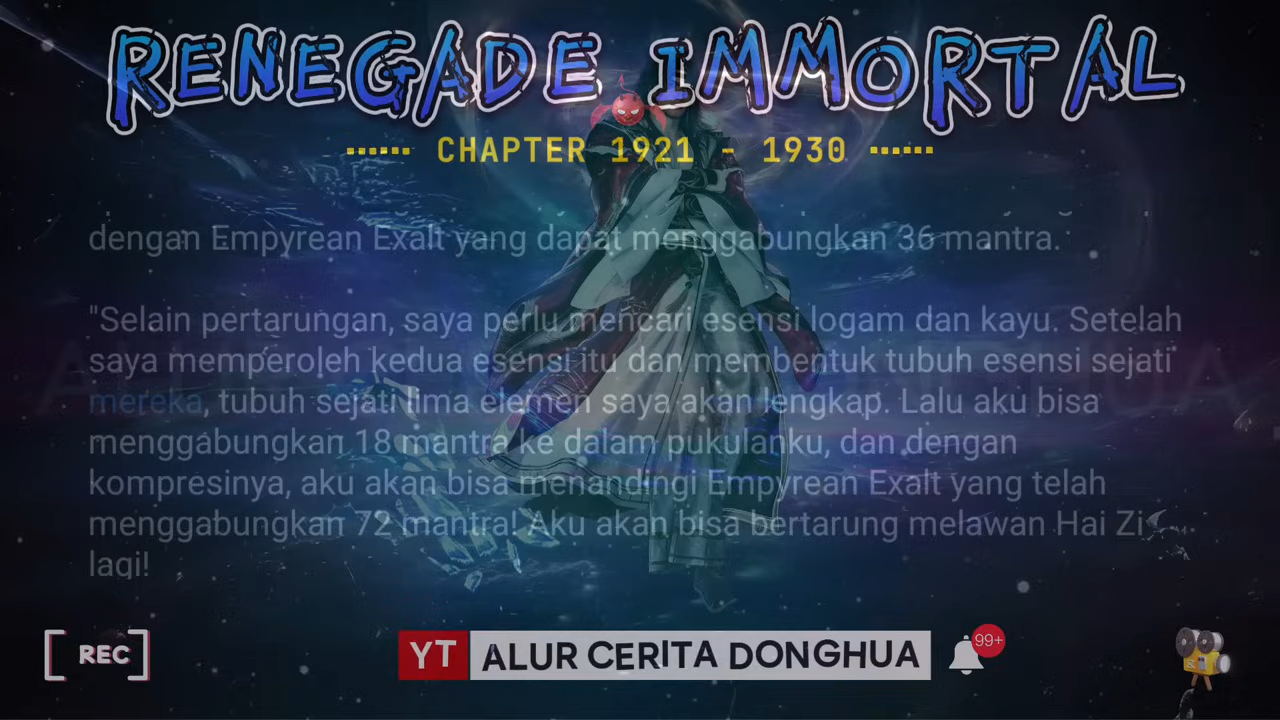 RENEGADE IMMORTAL
CHAPTER 1921 - 1930
dengan Empyrean Exalt yang dapat menggabungkan 36 mantra.
"Selain pertarungan, saya perlu mencari esensi logam dan kayu. Setelah
saya memperoleh kedua esensi itu dan membentuk tubuh esensi sejati
mereka, tubuh sejati lima elemen saya akan lengkap. Lalu aku bisa
menggabungkan 18 mantra ke dalam pukulanku, dan dengan
kompresinya, aku akan bisa menandingi Empyrean Exalt yang telah
menggabungkan 72 mantra! Aku akan bisa bertarung melawan Hai Zi
lagi!
REC
YT ALUR CERITA DONGHUA
99+